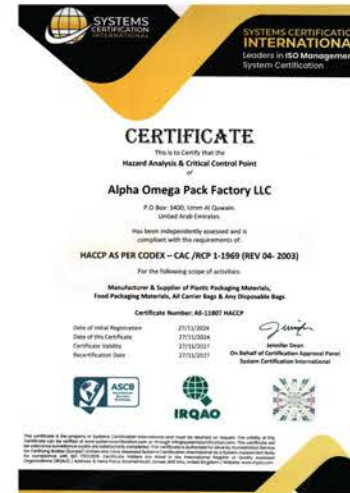 SYSTEMS
CERTIFICATION
INTERNATIONAL
SYSTEMS CERTIFICATIO
INTERNATIONA
Leaders in ISO Managemen
System Certification
CERTIFICATE
This is to Certify that the
Hazard Analysis & Critical Control Point
of
Alpha Omega Pack Factory LLC
P.O Box: 3400, Umm Al Quwain,
United Arab Emirates.
Has been independently assessed and is
compliant with the requirements of:
HACCP AS PER CODEX – CAC /RCP 1-1969 (REV 04- 2003)
For the following scope of activities:
Manufacturer & Supplier of Plastic Packaging Materials,
Food Packaging Materials, All Carrier Bags & Any Disposable Bags
Certificate Number: AE-11807 HACCP
Date of Initial Registration 27/11/2024
Date of this Certificate 27/11/2024
Certificate Validity 27/11/2027
Recertification Date 27/11/2027
Jennifer Dean
On Behalf of Certification Approval Panel
System Certification International
ASCB
IRQAO